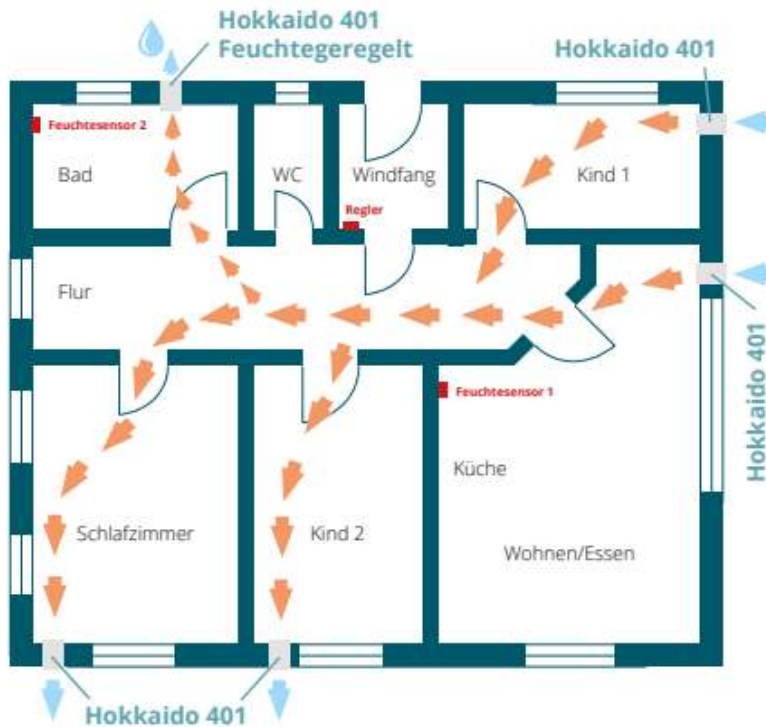 Hokkaido 401
Feuchtegeregelt
Hokkaido 401
Feuchtesensor 2
Bad
WC
Windfang
Kind 1
Regler
Flur
Hokkaido 401
Feuchtesensor 1
Küche
Schlafzimmer
Kind 2
Wohnen/Essen
Hokkaido 401